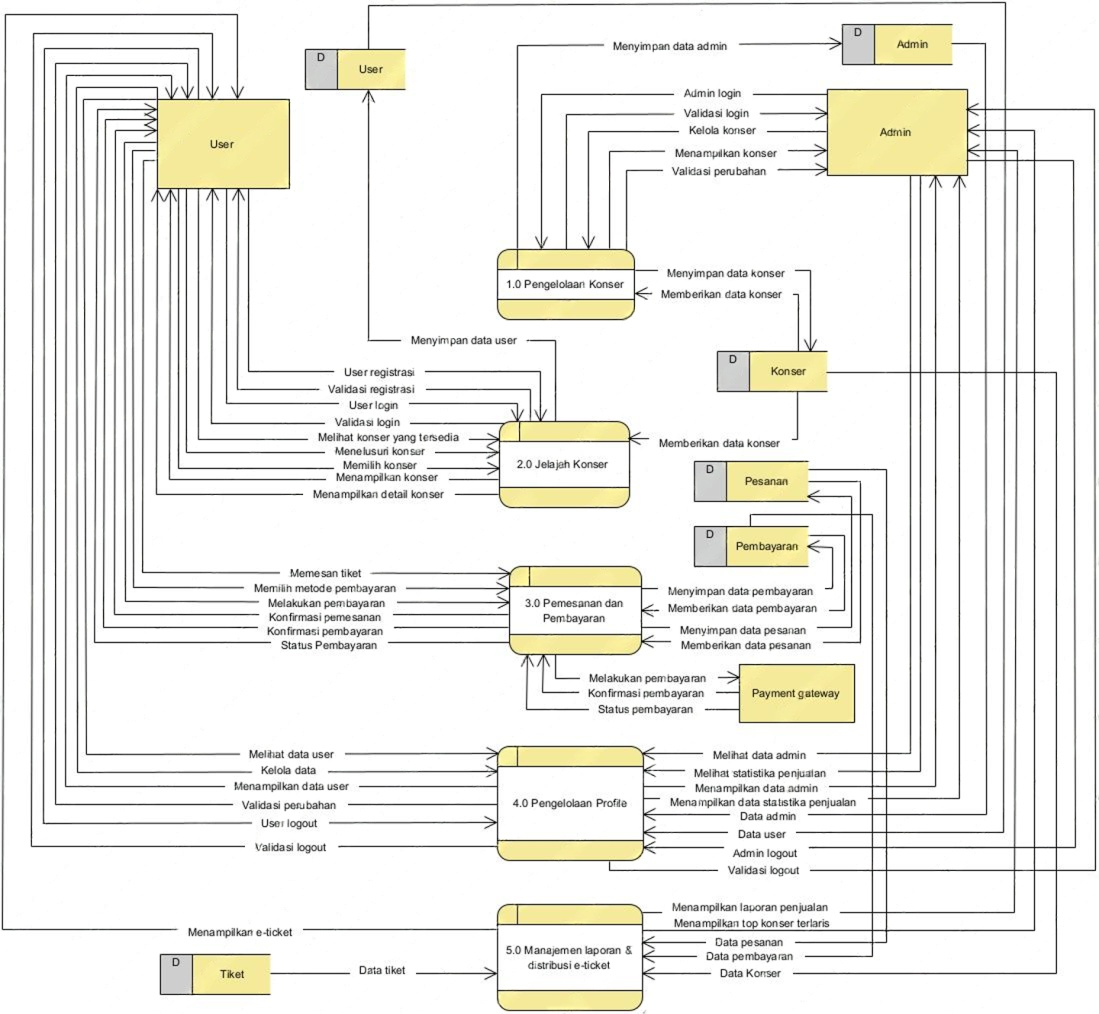 D
User
Menyimpan data admin
D
Admin
User
Admin login
Validasi login
Kelola konser
Menampilkan konser
Validasi perubahan
Admin
1.0 Pengelolaan Konser
Menyimpan data konser
Memberikan data konser
Menyimpan data user
D
Konser
User registrasi
Validasi registrasi
User login
Validasi login
Melihat konser yang tersedia
Menelusuri konser
Memilih konser
Menampilkan konser
Menampilkan detail konser
2.0 Jelajah Konser
Memberikan data konser
D
Pesanan
D
Pembayaran
Memesan tiket
Memilih metode pembayaran
Melakukan pembayaran
Konfirmasi pemesanan
Konfirmasi pembayaran
Status Pembayaran
3.0 Pemesanan dan
Pembayaran
Menyimpan data pembayaran
Memberikan data pembayaran
Menyimpan data pesanan
Memberikan data pesanan
Melakukan pembayaran
Konfirmasi pembayaran
Status pembayaran
Payment gateway
Melihat data user
Kelola data
Menampilkan data user
Validasi perubahan
User logout
Validasi logout
4.0 Pengelolaan Profile
Melihat data admin
Melihat statistika penjualan
Menampilkan data admin
Menampilkan data statistika penjualan
Data admin
Data user
Admin logout
Validasi logout
Menampilkan e-ticket
D
Tiket
Data tiket
5.0 Manajemen laporan &
distribusi e-ticket
Menampilkan laporan penjualan
Menampilkan top konser terlaris
Data pesanan
Data pembayaran
Data Konser